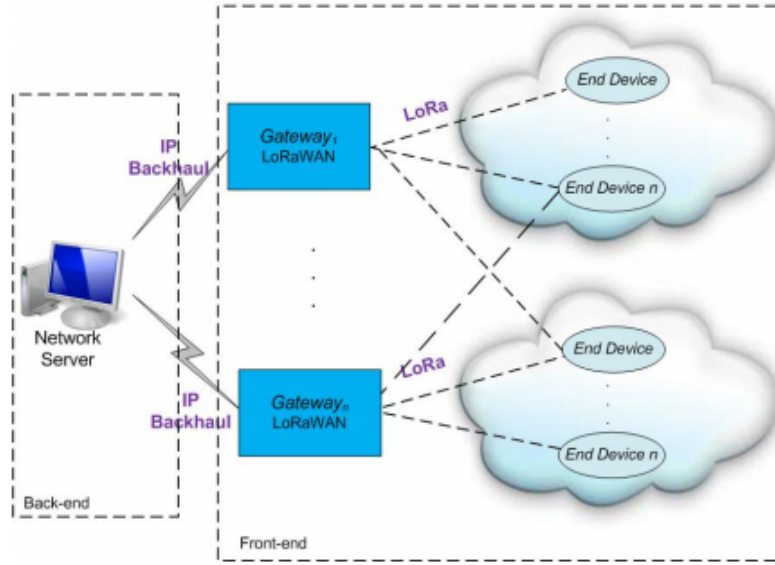 End Device
LoRa
Gateway₁
LoRaWAN
IP
Backhaul
End Device n
Network
Server
End Device
LoRa
Gatewayₙ
LoRaWAN
IP
Backhaul
End Device n
Back-end
Front-end